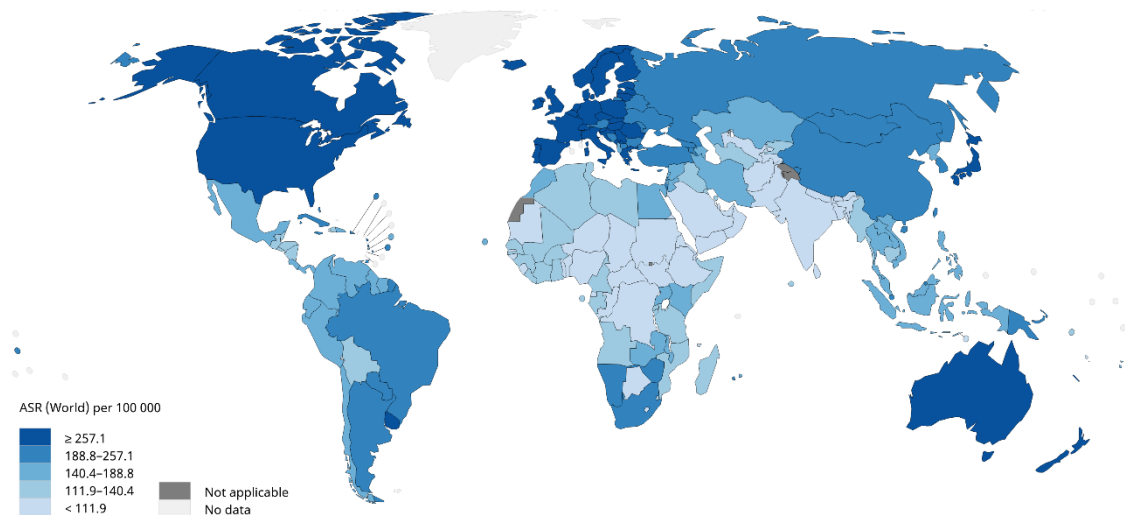 ASR (World) per 100 000
≥ 257.1
188.8–257.1
140.4–188.8
111.9–140.4
< 111.9
Not applicable
No data